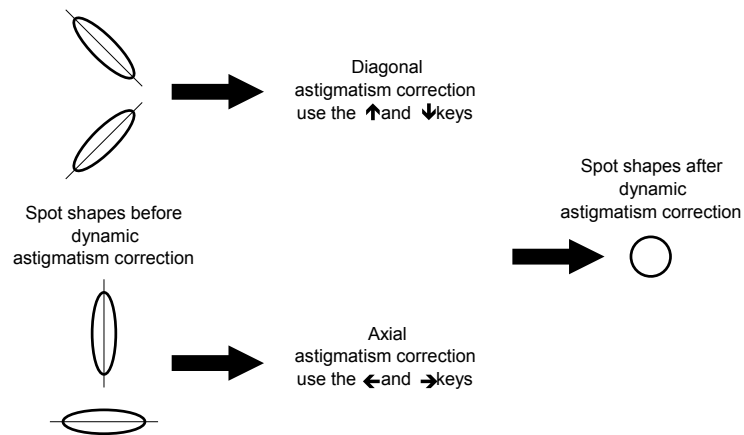 Diagonal
astigmatism correction
use the ↑and ↓keys
Spot shapes after
dynamic
astigmatism correction
Spot shapes before
dynamic
astigmatism correction
Axial
astigmatism correction
use the ←and →keys